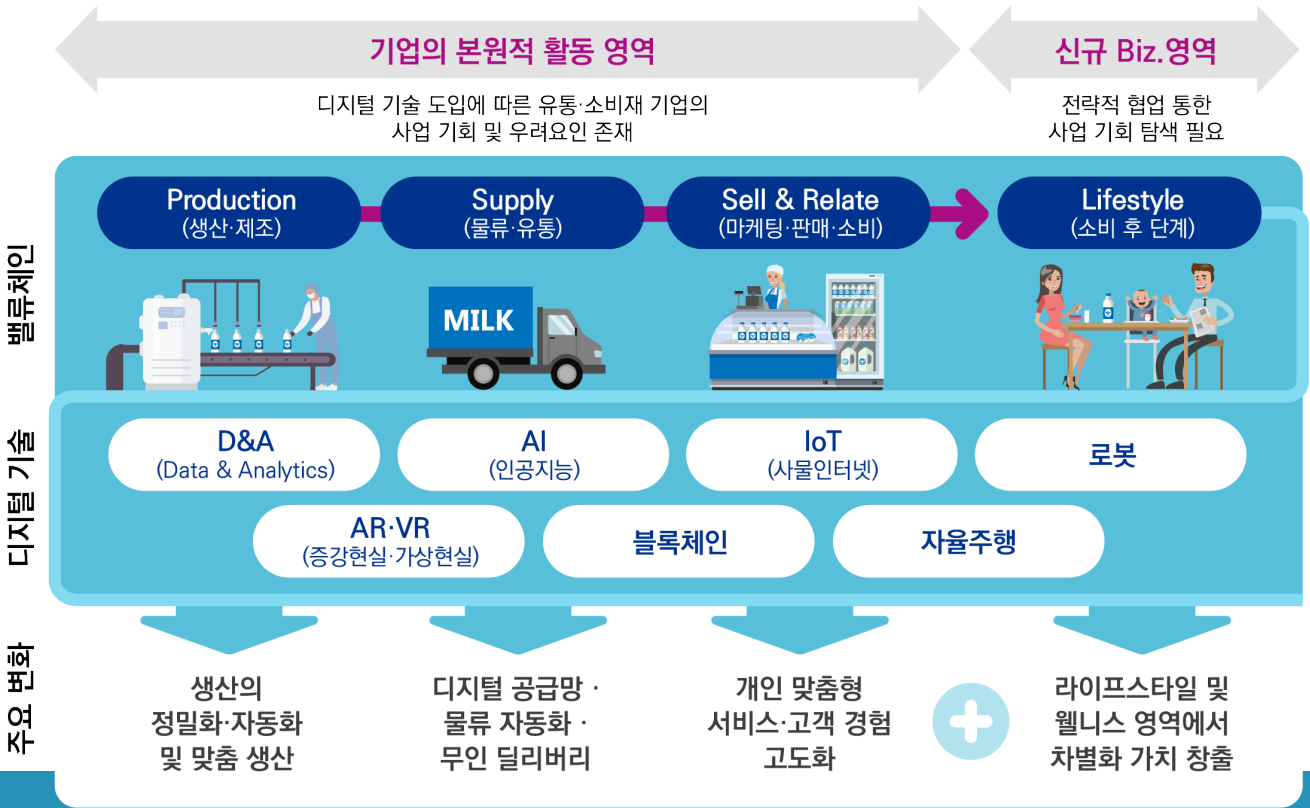 기업의 본원적 활동 영역
신규 Biz.영역
디지털 기술 도입에 따른 유통·소비재 기업의
사업 기회 및 우려요인 존재
전략적 협업 통한
사업 기회 탐색 필요
밸류체인
Production
(생산·제조)
Supply
(물류·유통)
Sell & Relate
(마케팅·판매·소비)
Lifestyle
(소비 후 단계)
MILK
디지털 기술
D&A
(Data & Analytics)
AI
(인공지능)
IoT
(사물인터넷)
로봇
AR·VR
(증강현실·가상현실)
블록체인
자율주행
주요 변화
생산의
정밀화·자동화
및 맞춤 생산
디지털 공급망 ·
물류 자동화 ·
무인 딜리버리
개인 맞춤형
서비스·고객 경험
고도화
라이프스타일 및
웰니스 영역에서
차별화 가치 창출